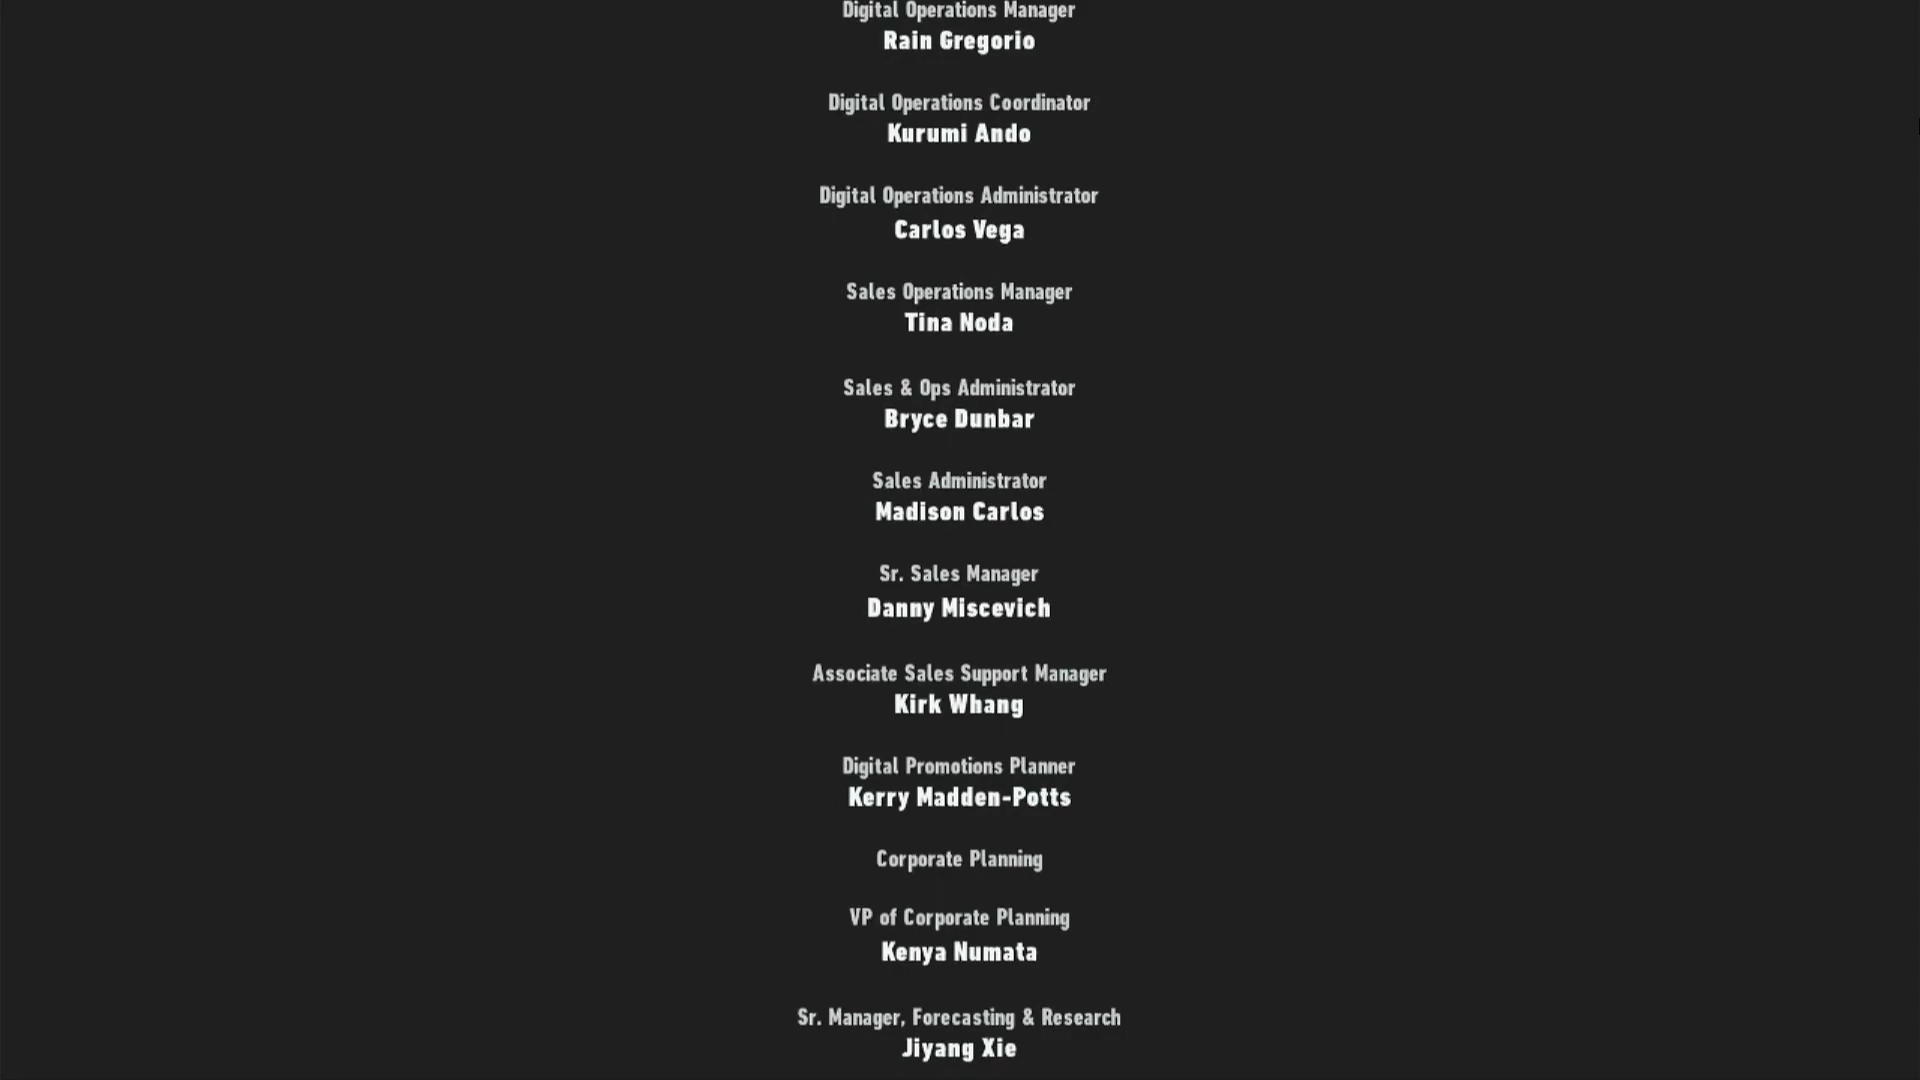 Digital Operations Manager
Rain Gregorio
Digital Operations Coordinator
Kurumi Ando
Digital Operations Administrator
Carlos Vega
Sales Operations Manager
Tina Noda
Sales & Ops Administrator
Bryce Dunbar
Sales Administrator
Madison Carlos
Sr. Sales Manager
Danny Miscevich
Associate Sales Support Manager
Kirk Whang
Digital Promotions Planner
Kerry Madden-Potts
Corporate Planning
VP of Corporate Planning
Kenya Numata
Sr. Manager, Forecasting & Research
Jiyang Xie